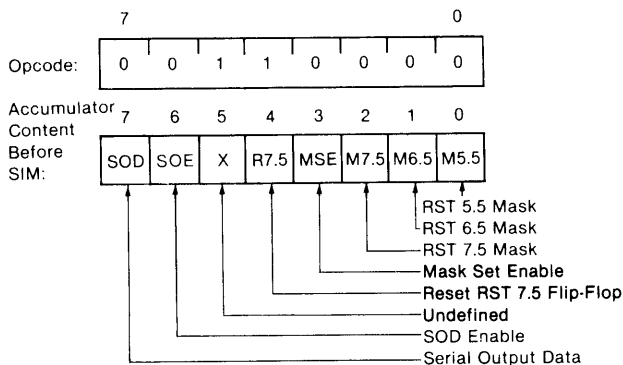 7 0
Opcode: 0 0 1 1 0 0 0 0
Accumulator 7 6 5 4 3 2 1 0
Content
Before
SIM: SOD SOE X R7.5 MSE M7.5 M6.5 M5.5
RST 5.5 Mask
RST 6.5 Mask
RST 7.5 Mask
Mask Set Enable
Reset RST 7.5 Flip-Flop
Undefined
SOD Enable
Serial Output Data